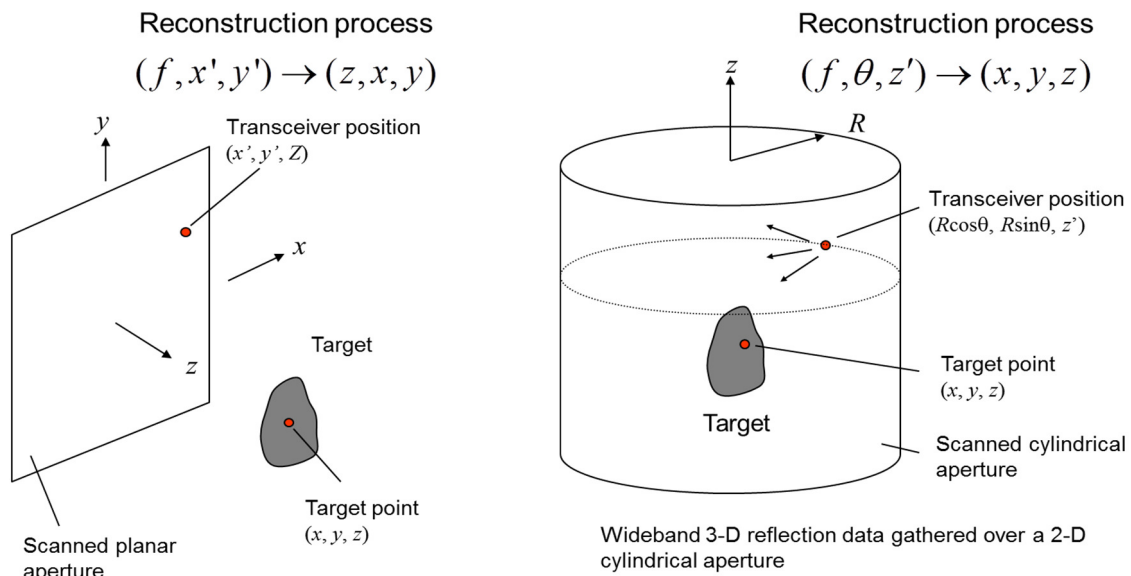 Reconstruction process
(f, x', y') → (z, x, y)
y
Transceiver position
(x’, y’, Z)
x
z
Target
Target point
(x, y, z)
Scanned planar
aperture
Reconstruction process
(f, θ, z') → (x, y, z)
z
R
Transceiver position
(Rcosθ, Rsinθ, z’)
Target point
(x, y, z)
Target
Scanned cylindrical
aperture
Wideband 3-D reflection data gathered over a 2-D
cylindrical aperture